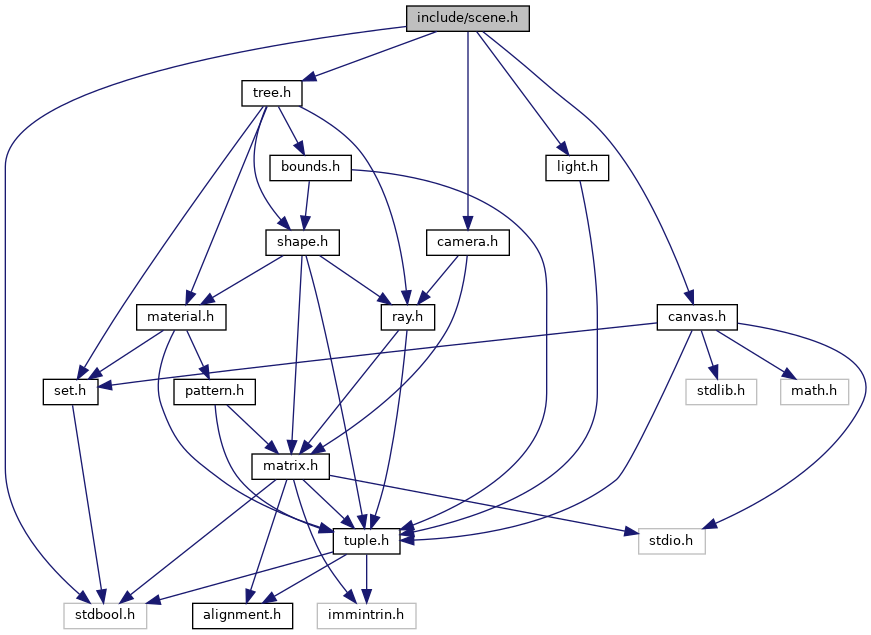 include/scene.h
tree.h
bounds.h
light.h
shape.h
camera.h
material.h
ray.h
canvas.h
set.h
pattern.h
stdlib.h
math.h
matrix.h
tuple.h
stdio.h
stdbool.h
alignment.h
immintrin.h